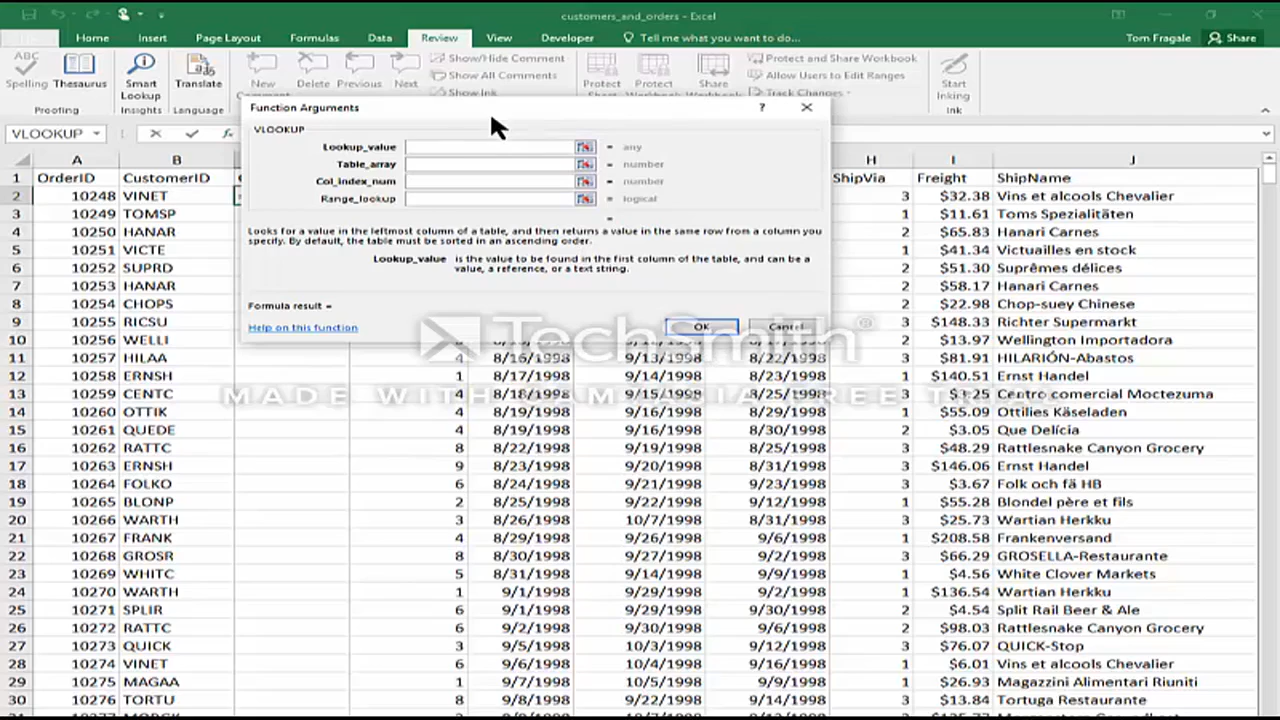 customers_and_orders - Excel
Home Insert Page Layout Formulas Data Review View Developer Tell me what you want to do... Tom Fragale Share
ABC Show/Hide Comment Protect and Share Workbook
Spelling Thesaurus Smart Lookup Translate New Delete Previous Next Show All Comments Protect Protect Share Allow Users to Edit Ranges Start Inking
Show Ink Track Changes
Proofing Insights Language Ink
Function Arguments ? ×
VLOOKUP fx
VLOOKUP
Lookup_value = any
Table_array = number
Col_index_num = number
Range_lookup = logical
=
Looks for a value in the leftmost column of a table, and then returns a value in the same row from a column you
specify. By default, the table must be sorted in an ascending order.
Lookup_value is the value to be found in the first column of the table, and can be a
value, a reference, or a text string.
Formula result =
Help on this function OK Cancel
TechSmith ®
MADE WITH CAMTASIA FREE TRIAL
A B H I J
1 OrderID CustomerID ShipVia Freight ShipName
2 10248 VINET 3 $32.38 Vins et alcools Chevalier
3 10249 TOMSP 1 $11.61 Toms Spezialitäten
4 10250 HANAR 2 $65.83 Hanari Carnes
5 10251 VICTE 1 $41.34 Victuailles en stock
6 10252 SUPRD 2 $51.30 Suprêmes délices
7 10253 HANAR 2 $58.17 Hanari Carnes
8 10254 CHOPS 2 $22.98 Chop-suey Chinese
9 10255 RICSU 3 $148.33 Richter Supermarkt
10 10256 WELLI 2 $13.97 Wellington Importadora
11 10257 HILAA 4 8/16/1998 9/13/1998 8/22/1998 3 $81.91 HILARIÓN-Abastos
12 10258 ERNSH 1 8/17/1998 9/14/1998 8/23/1998 1 $140.51 Ernst Handel
13 10259 CENTC 4 8/18/1998 9/15/1998 8/25/1998 3 $3.25 Centro comercial Moctezuma
14 10260 OTTIK 4 8/19/1998 9/16/1998 8/29/1998 1 $55.09 Ottilies Käseladen
15 10261 QUEDE 4 8/19/1998 9/16/1998 8/30/1998 2 $3.05 Que Delícia
16 10262 RATTC 8 8/22/1998 9/19/1998 8/25/1998 3 $48.29 Rattlesnake Canyon Grocery
17 10263 ERNSH 9 8/23/1998 9/20/1998 8/31/1998 3 $146.06 Ernst Handel
18 10264 FOLKO 6 8/24/1998 9/21/1998 9/23/1998 3 $3.67 Folk och fä HB
19 10265 BLONP 2 8/25/1998 9/22/1998 9/12/1998 1 $55.28 Blondel père et fils
20 10266 WARTH 3 8/26/1998 10/7/1998 8/31/1998 3 $25.73 Wartian Herkku
21 10267 FRANK 4 8/29/1998 9/26/1998 9/6/1998 1 $208.58 Frankenversand
22 10268 GROSR 8 8/30/1998 9/27/1998 9/2/1998 3 $66.29 GROSELLA-Restaurante
23 10269 WHITC 5 8/31/1998 9/14/1998 9/9/1998 1 $4.56 White Clover Markets
24 10270 WARTH 1 9/1/1998 9/29/1998 9/2/1998 1 $136.54 Wartian Herkku
25 10271 SPLIR 6 9/1/1998 9/29/1998 9/30/1998 2 $4.54 Split Rail Beer & Ale
26 10272 RATTC 6 9/2/1998 9/30/1998 9/6/1998 2 $98.03 Rattlesnake Canyon Grocery
27 10273 QUICK 3 9/5/1998 10/3/1998 9/12/1998 3 $76.07 QUICK-Stop
28 10274 VINET 6 9/6/1998 10/4/1998 9/16/1998 1 $6.01 Vins et alcools Chevalier
29 10275 MAGAA 1 9/7/1998 10/5/1998 9/9/1998 1 $26.93 Magazzini Alimentari Riuniti
30 10276 TORTU 8 9/8/1998 9/22/1998 9/14/1998 3 $13.84 Tortuga Restaurante